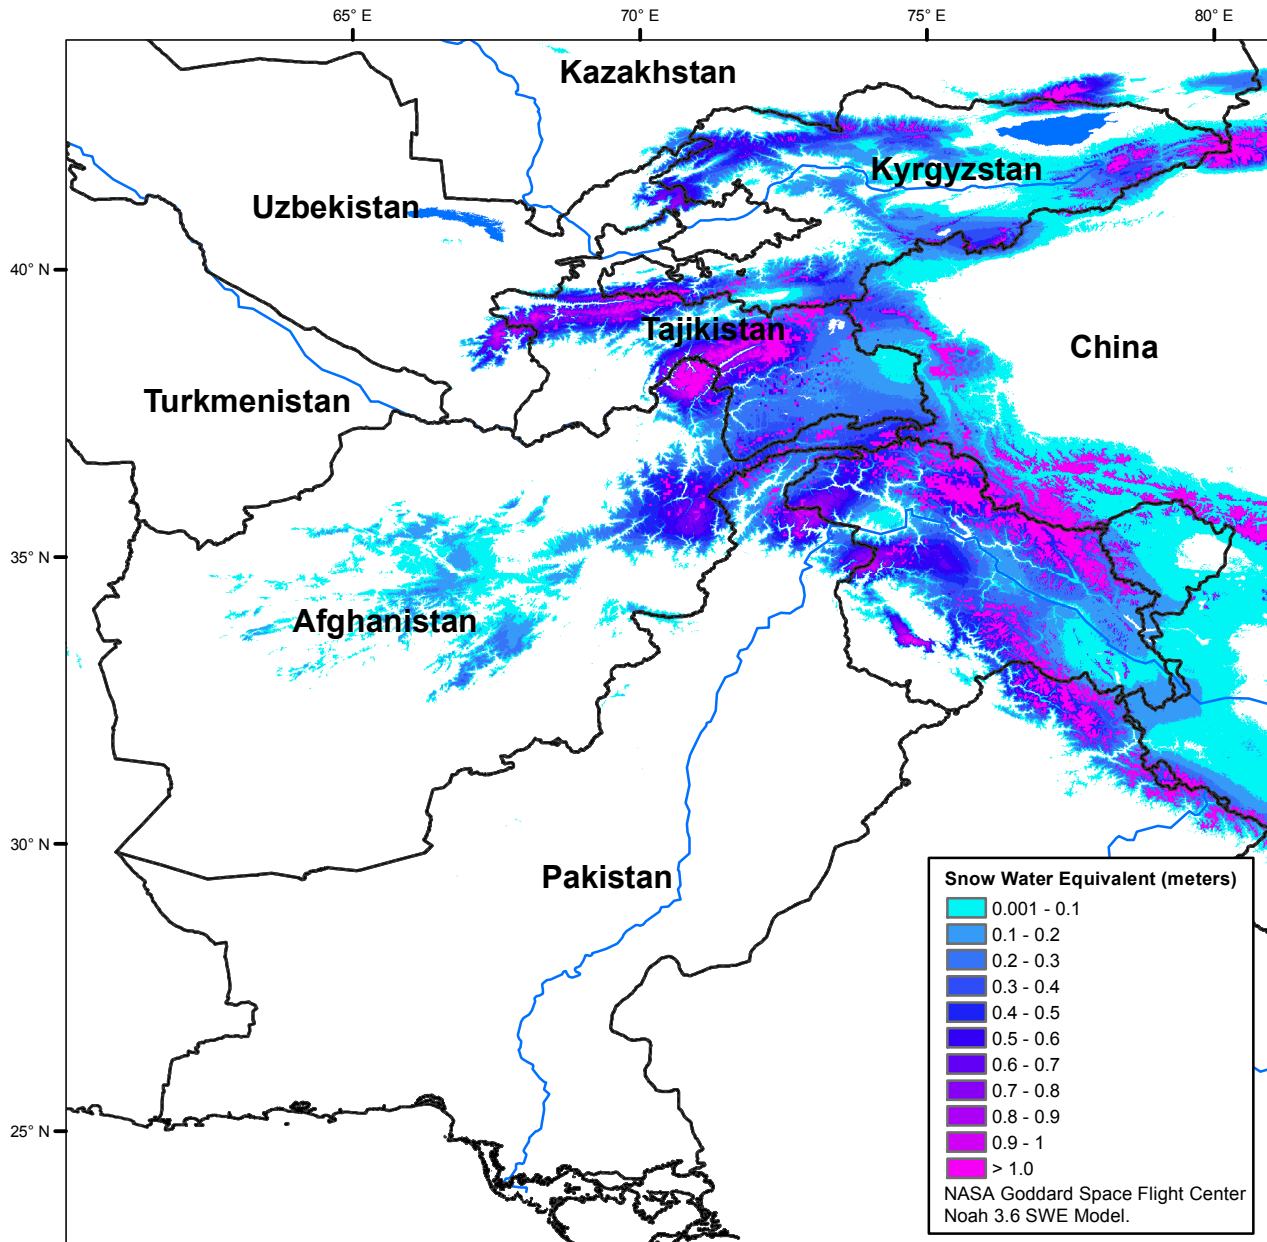 65° E
70° E
75° E
80° E
Kazakhstan
Kyrgyzstan
Uzbekistan
40° N
Tajikistan
China
Turkmenistan
35° N
Afghanistan
30° N
Pakistan
25° N
Snow Water Equivalent (meters)
0.001 - 0.1
0.1 - 0.2
0.2 - 0.3
0.3 - 0.4
0.4 - 0.5
0.5 - 0.6
0.6 - 0.7
0.7 - 0.8
0.8 - 0.9
0.9 - 1
> 1.0
NASA Goddard Space Flight Center
Noah 3.6 SWE Model.